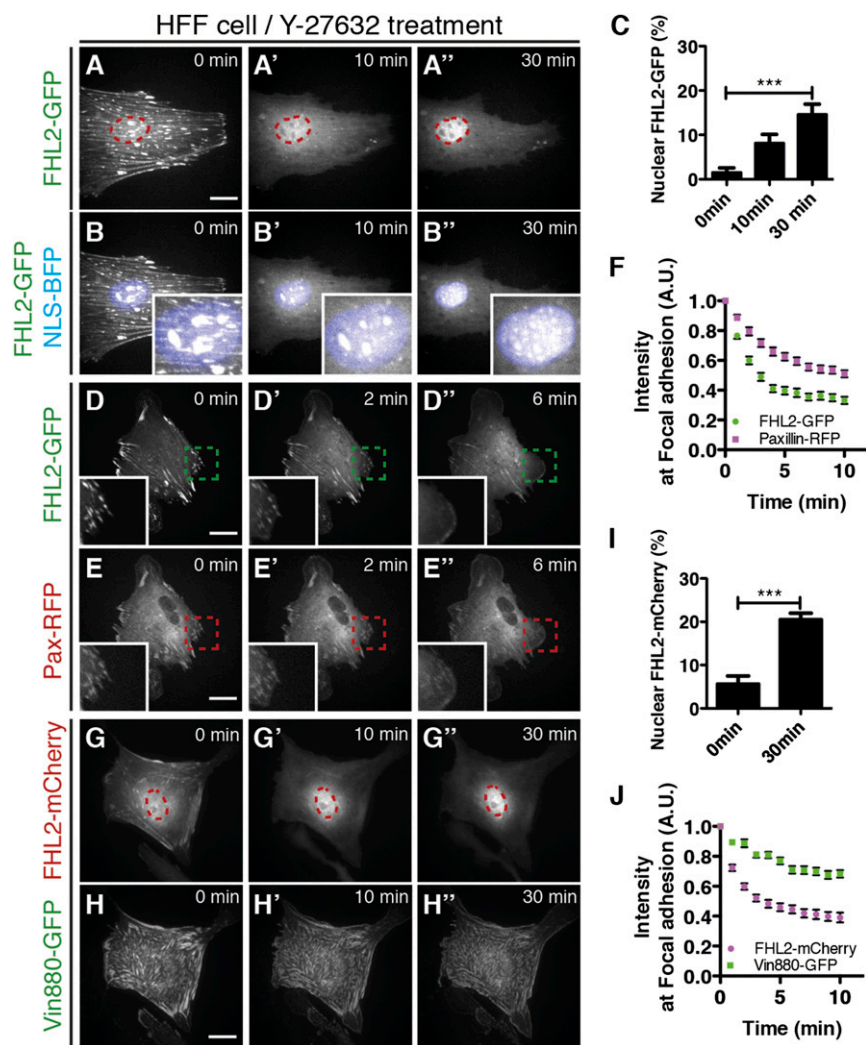 HFF cell / Y-27632 treatment
FHL2-GFP
A 0 min
A' 10 min
A'' 30 min
FHL2-GFP
NLS-BFP
B 0 min
B' 10 min
B'' 30 min
FHL2-GFP
D 0 min
D' 2 min
D'' 6 min
Pax-RFP
E 0 min
E' 2 min
E'' 6 min
FHL2-mCherry
G 0 min
G' 10 min
G'' 30 min
Vin880-GFP
H 0 min
H' 10 min
H'' 30 min
C
Nuclear FHL2-GFP (%)
30
20
10
0
***
0min
10min
30 min
F
Intensity
at Focal adhesion (A.U.)
1.0
0.8
0.6
0.4
0.2
0
FHL2-GFP
Paxillin-RFP
0 5 10
Time (min)
I
Nuclear FHL2-mCherry (%)
30
20
10
0
***
0min
30min
J
Intensity
at Focal adhesion (A.U.)
1.0
0.8
0.6
0.4
0.2
0
FHL2-mCherry
Vin880-GFP
0 5 10
Time (min)